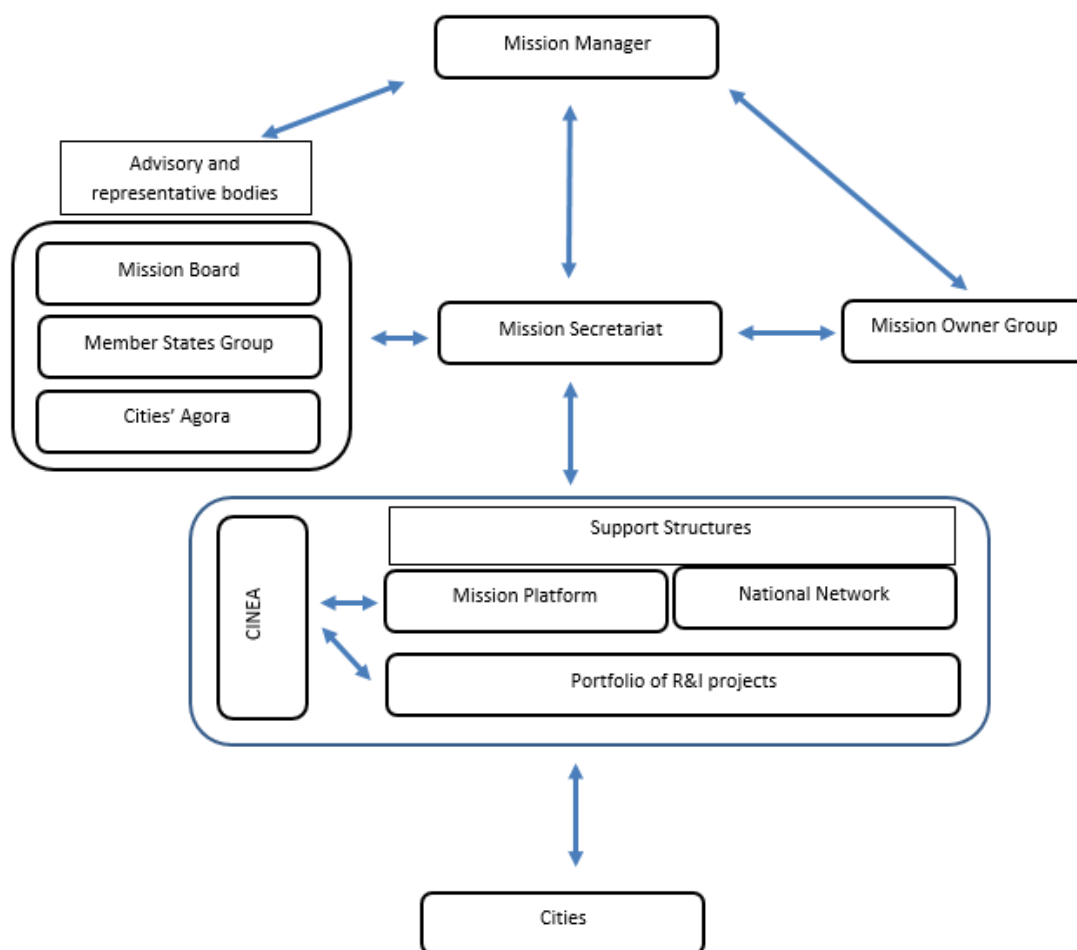 Mission Manager
Advisory and
representative bodies
Mission Board
Member States Group
Cities’ Agora
Mission Secretariat
Mission Owner Group
CINEA
Support Structures
Mission Platform
National Network
Portfolio of R&I projects
Cities